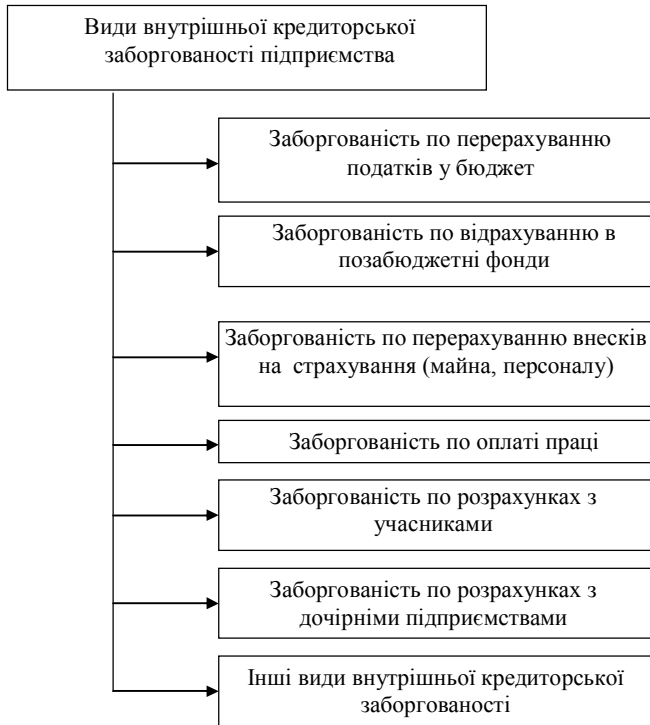 Види внутрішньої кредиторської
заборгованості підприємства
Заборгованість по перерахуванню
податків у бюджет
Заборгованість по відрахуванню в
позабюджетні фонди
Заборгованість по перерахуванню внесків
на страхування (майна, персоналу)
Заборгованість по оплаті праці
Заборгованість по розрахунках з
учасниками
Заборгованість по розрахунках з
дочірніми підприємствами
Інші види внутрішньої кредиторської
заборгованості